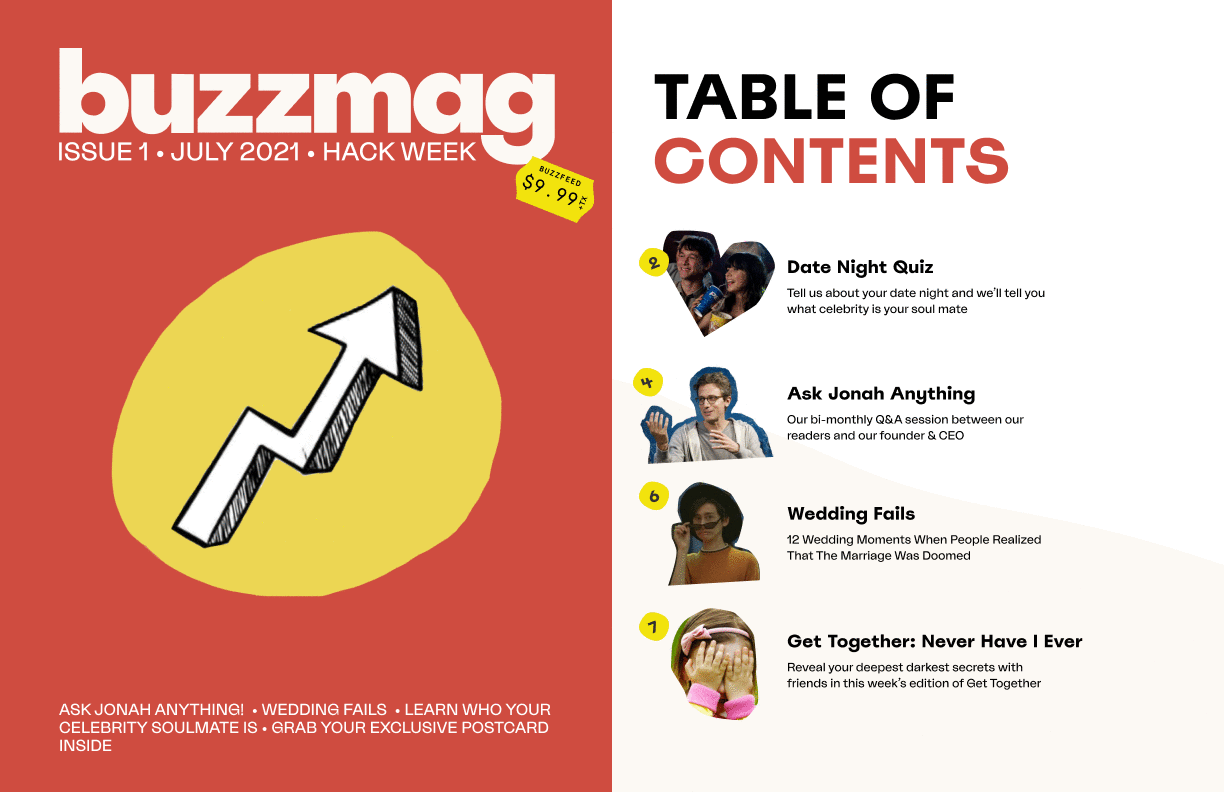 buzzmag
ISSUE 1 • JULY 2021 • HACK WEEK
BUZZFEED
$9.99
+TX
ASK JONAH ANYTHING! • WEDDING FAILS • LEARN WHO YOUR
CELEBRITY SOULMATE IS • GRAB YOUR EXCLUSIVE POSTCARD
INSIDE
TABLE OF
CONTENTS
2
Date Night Quiz
Tell us about your date night and we'll tell you
what celebrity is your soul mate
4
Ask Jonah Anything
Our bi-monthly Q&A session between our
readers and our founder & CEO
6
Wedding Fails
12 Wedding Moments When People Realized
That The Marriage Was Doomed
7
Get Together: Never Have I Ever
Reveal your deepest darkest secrets with
friends in this week's edition of Get Together